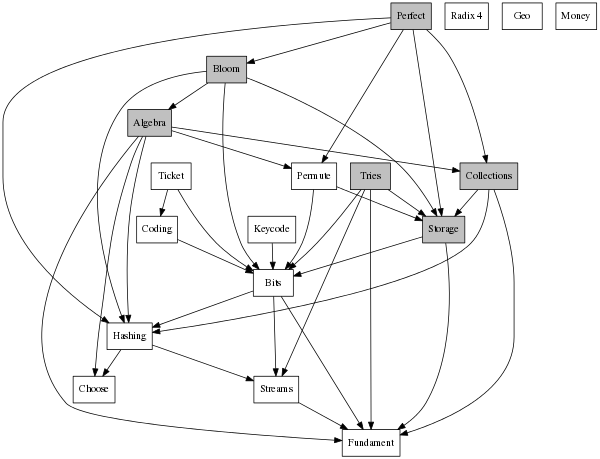 Perfect
Radix 4
Geo
Money
Bloom
Algebra
Ticket
Permute
Tries
Collections
Coding
Keycode
Storage
Bits
Hashing
Choose
Streams
Fundament